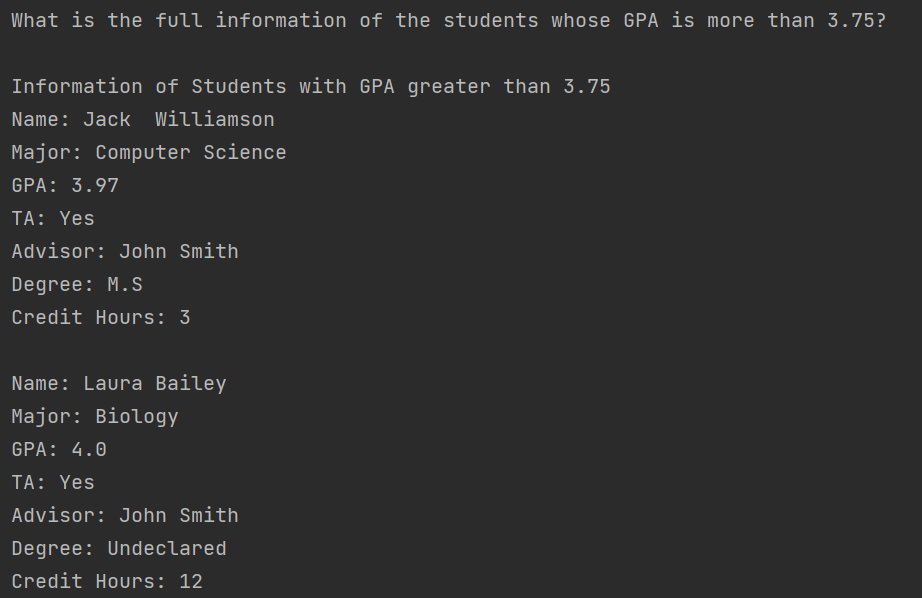 What is the full information of the students whose GPA is more than 3.75?
Information of Students with GPA greater than 3.75
Name: Jack  Williamson
Major: Computer Science
GPA: 3.97
TA: Yes
Advisor: John Smith
Degree: M.S
Credit Hours: 3
Name: Laura Bailey
Major: Biology
GPA: 4.0
TA: Yes
Advisor: John Smith
Degree: Undeclared
Credit Hours: 12